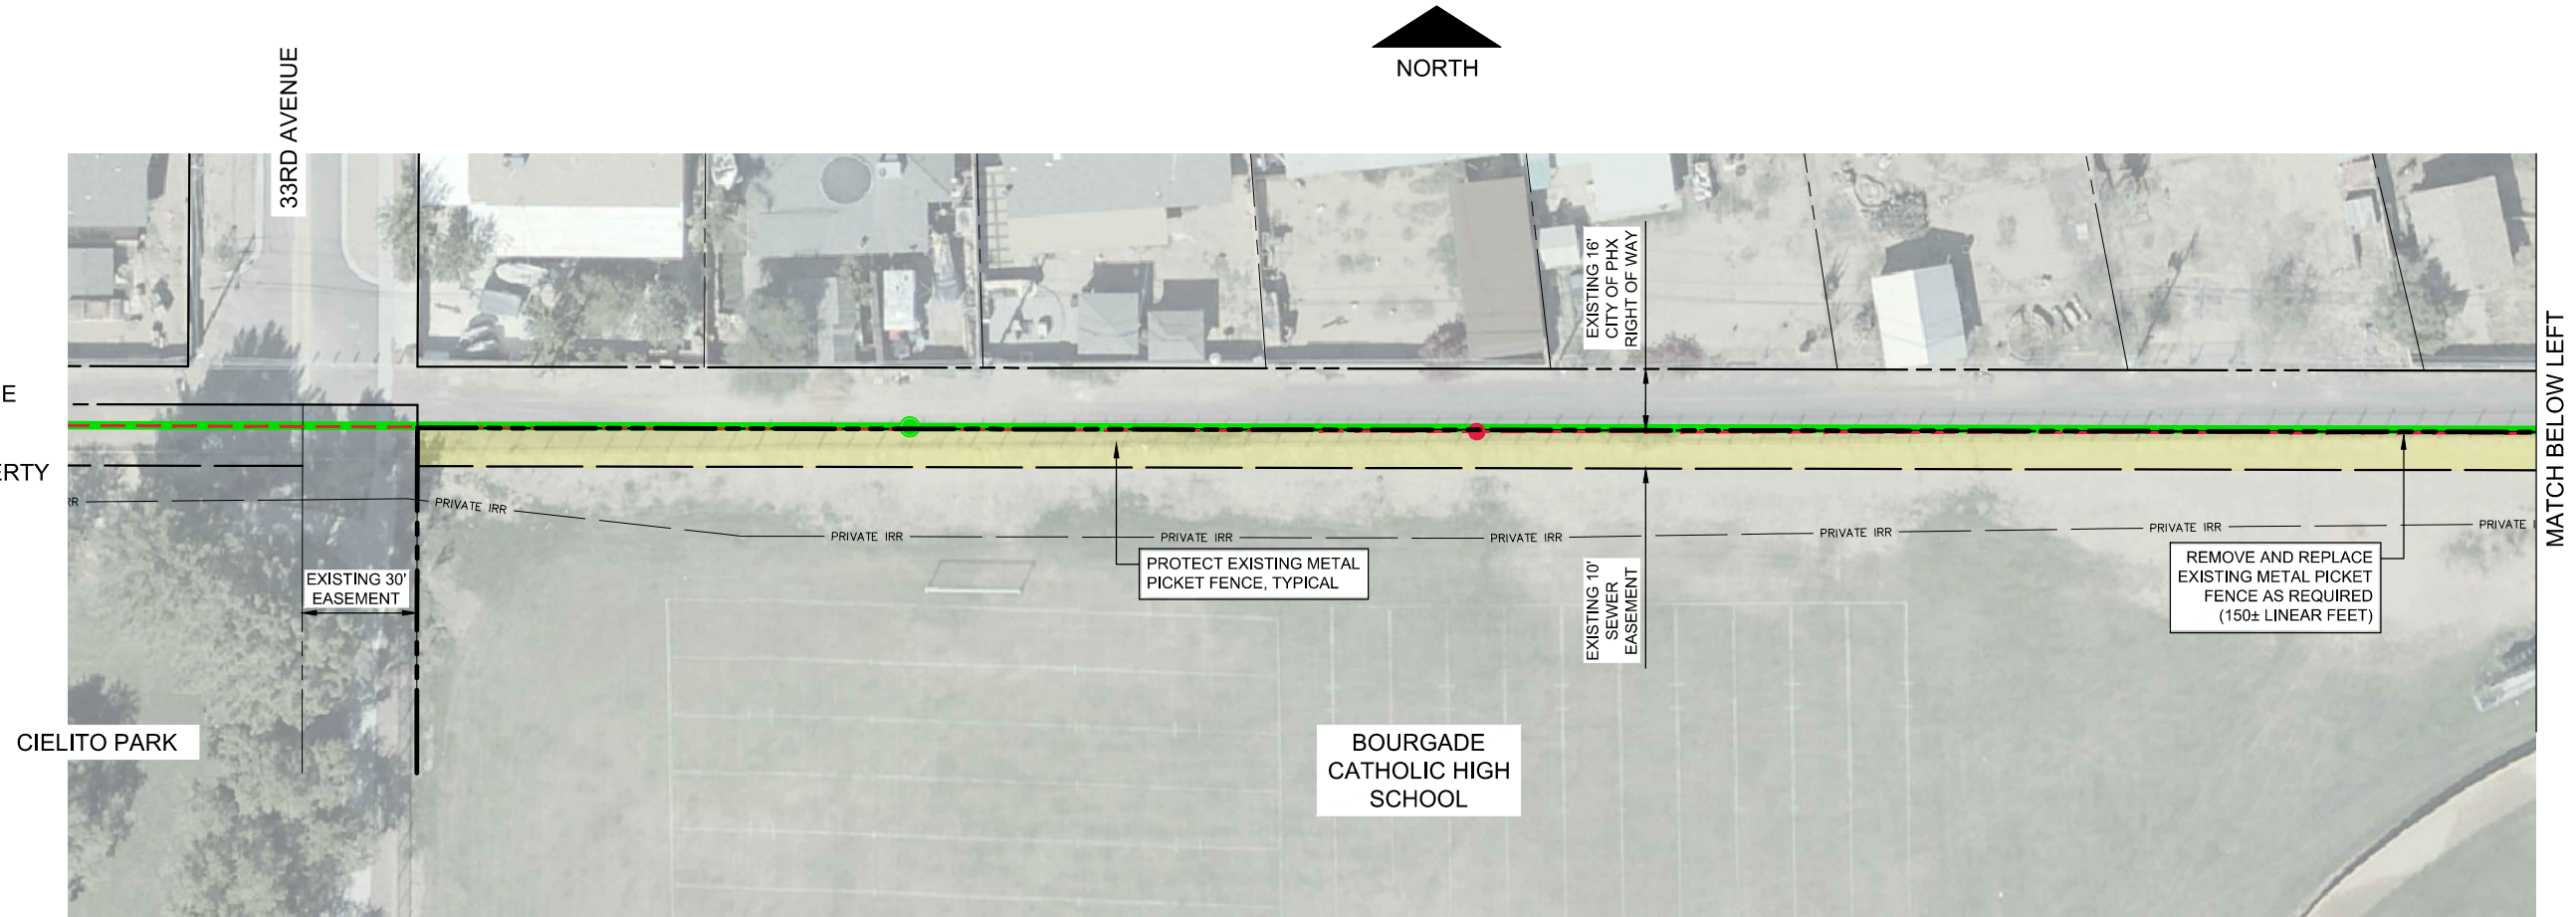 NORTH
33RD AVENUE
EXISTING 16'
CITY OF PHX
RIGHT OF WAY
MATCH BELOW LEFT
E
ERTY
RR
PRIVATE IRR
PRIVATE IRR
PRIVATE IRR
PRIVATE IRR
PRIVATE IRR
PRIVATE IRR
PRIVATE I
EXISTING 30'
EASEMENT
PROTECT EXISTING METAL
PICKET FENCE, TYPICAL
EXISTING 10'
SEWER
EASEMENT
REMOVE AND REPLACE
EXISTING METAL PICKET
FENCE AS REQUIRED
(150± LINEAR FEET)
CIELITO PARK
BOURGADE
CATHOLIC HIGH
SCHOOL